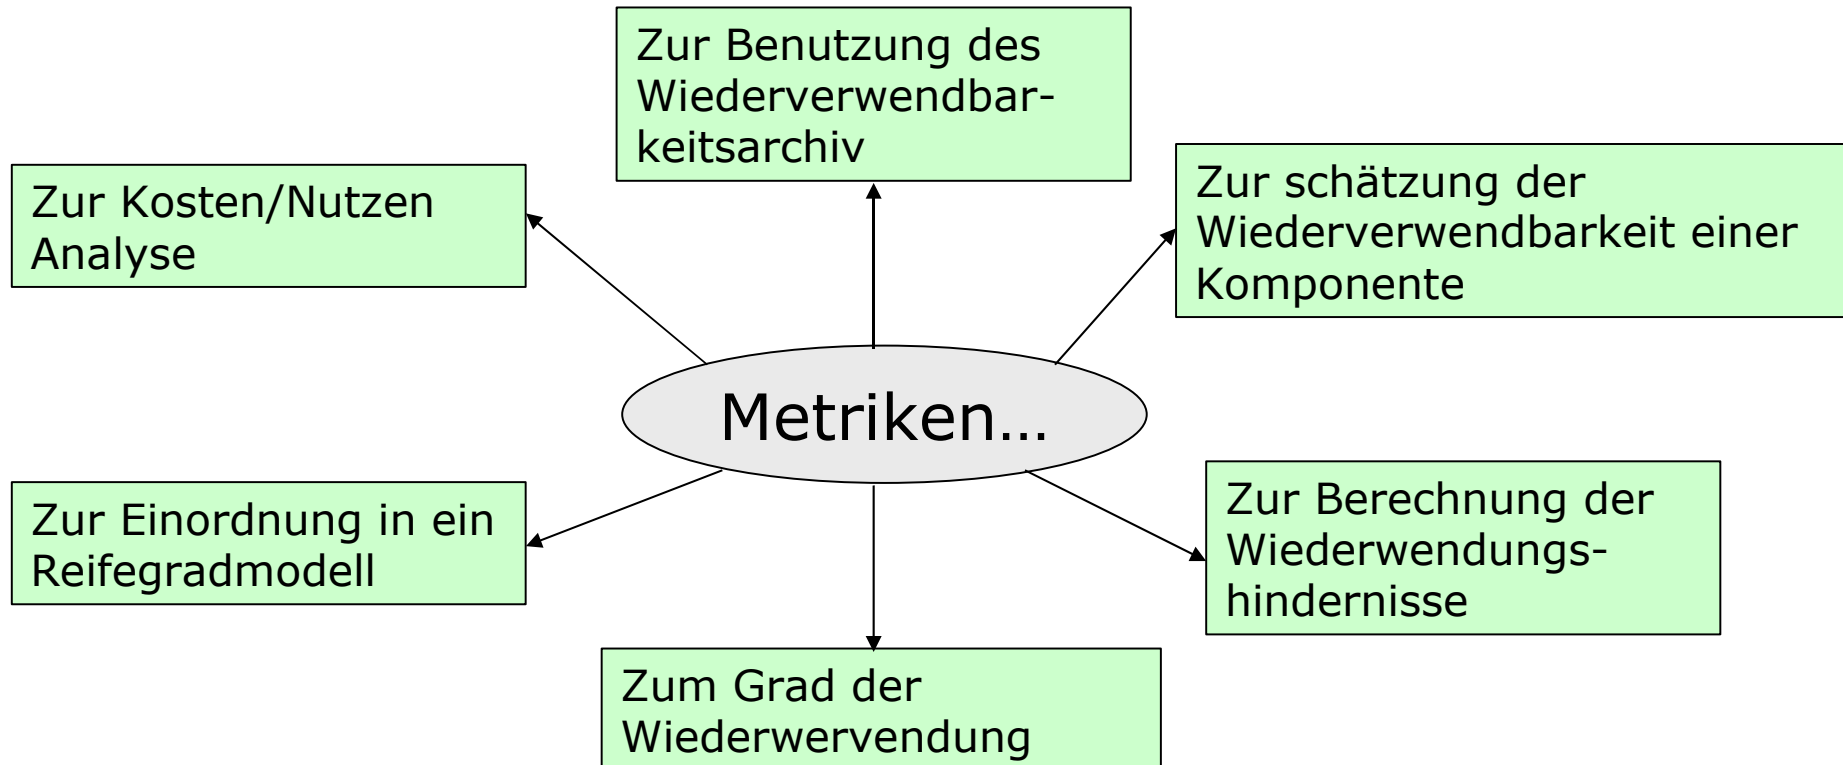 Zur Benutzung des
Wiederverwendbar-
keitsarchiv
Zur Kosten/Nutzen
Analyse
Zur schätzung der
Wiederverwendbarkeit einer
Komponente
Metriken...
Zur Einordnung in ein
Reifegradmodell
Zur Berechnung der
Wiederwendungs-
hindernisse
Zum Grad der
Wiederwervendung